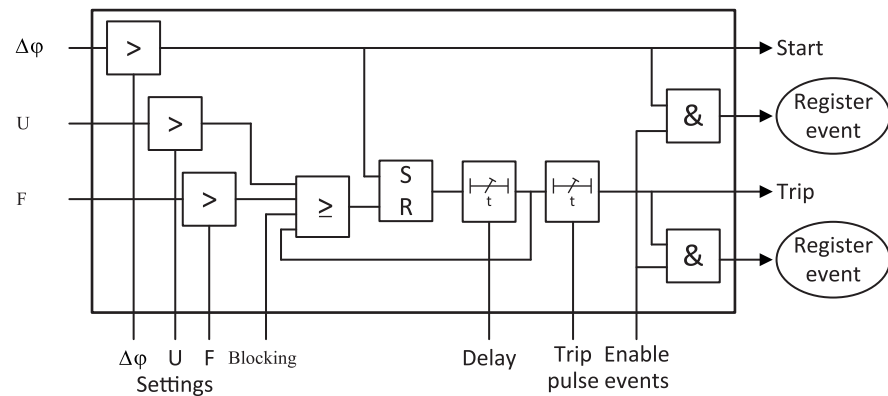 Δφ
>
Start
U
>
&
Register
event
F
>
≥
S
R
t
t
Trip
&
Register
event
Δφ U F Blocking Delay Trip Enable
Settings pulse events